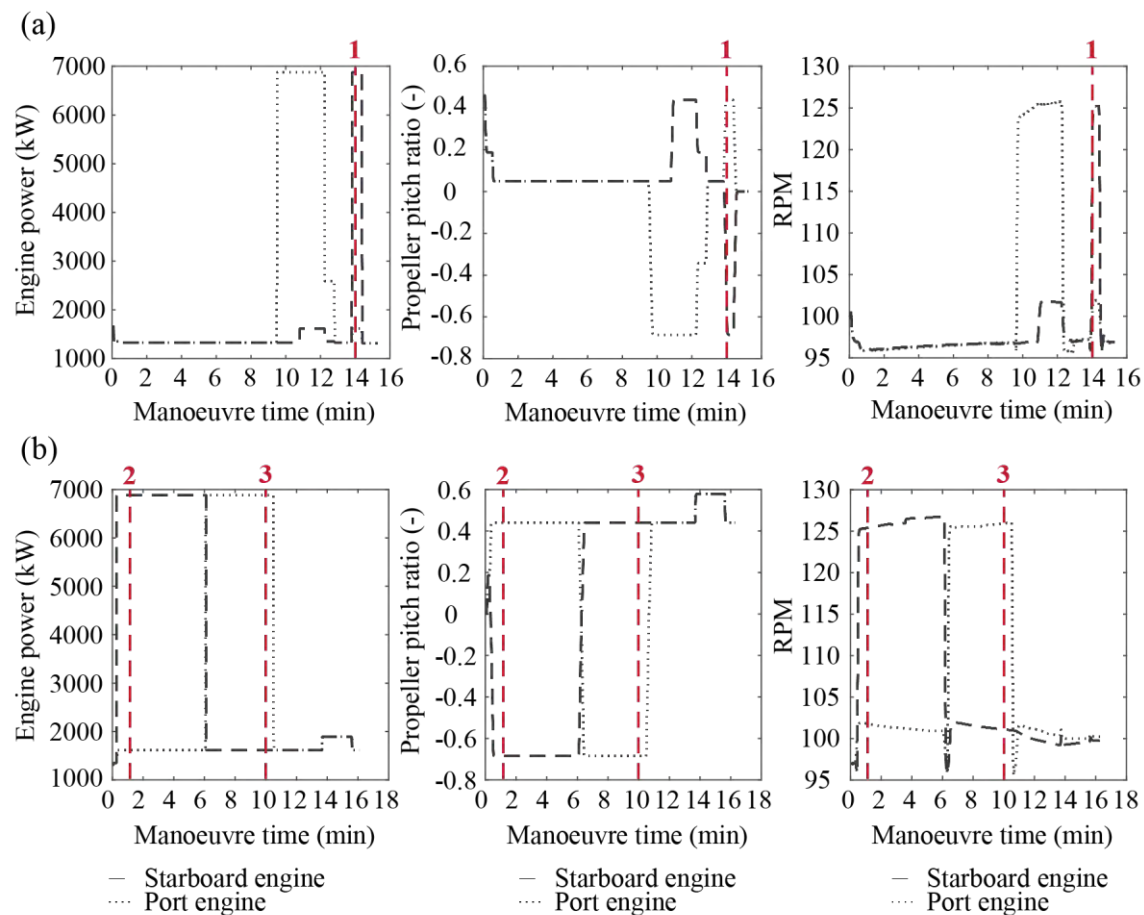 (a)
1 1 1
Engine power (kW)
7000
6000
5000
4000
3000
2000
1000
0 2 4 6 8 10 12 14 16
Manoeuvre time (min)
Propeller pitch ratio (-)
0.6
0.4
0.2
0
-0.2
-0.4
-0.6
-0.8
0 2 4 6 8 10 12 14 16
Manoeuvre time (min)
RPM
130
125
120
115
110
105
100
95
0 2 4 6 8 10 12 14 16
Manoeuvre time (min)
(b)
2 3 2 3 2 3
Engine power (kW)
7000
6000
5000
4000
3000
2000
1000
0 2 4 6 8 10 12 14 16 18
Manoeuvre time (min)
Propeller pitch ratio (-)
0.6
0.4
0.2
0
-0.2
-0.4
-0.6
-0.8
0 2 4 6 8 10 12 14 16 18
Manoeuvre time (min)
RPM
130
125
120
115
110
105
100
95
0 2 4 6 8 10 12 14 16 18
Manoeuvre time (min)
Starboard engine
Port engine
Starboard engine
Port engine
Starboard engine
Port engine